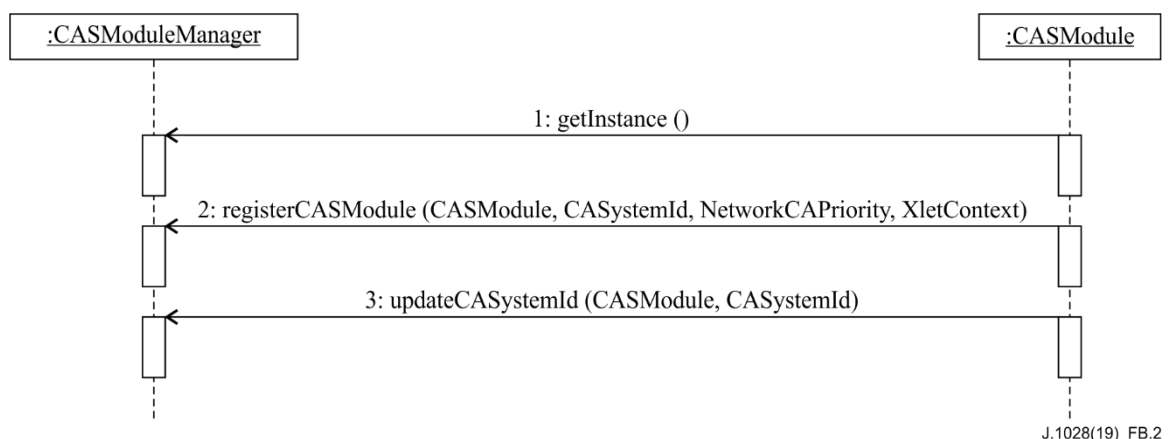 :CASModuleManager
:CASModule
1: getInstance ()
2: registerCASModule (CASModule, CASystemId, NetworkCAPriority, XletContext)
3: updateCASystemId (CASModule, CASystemId)
J.1028(19)_FB.2